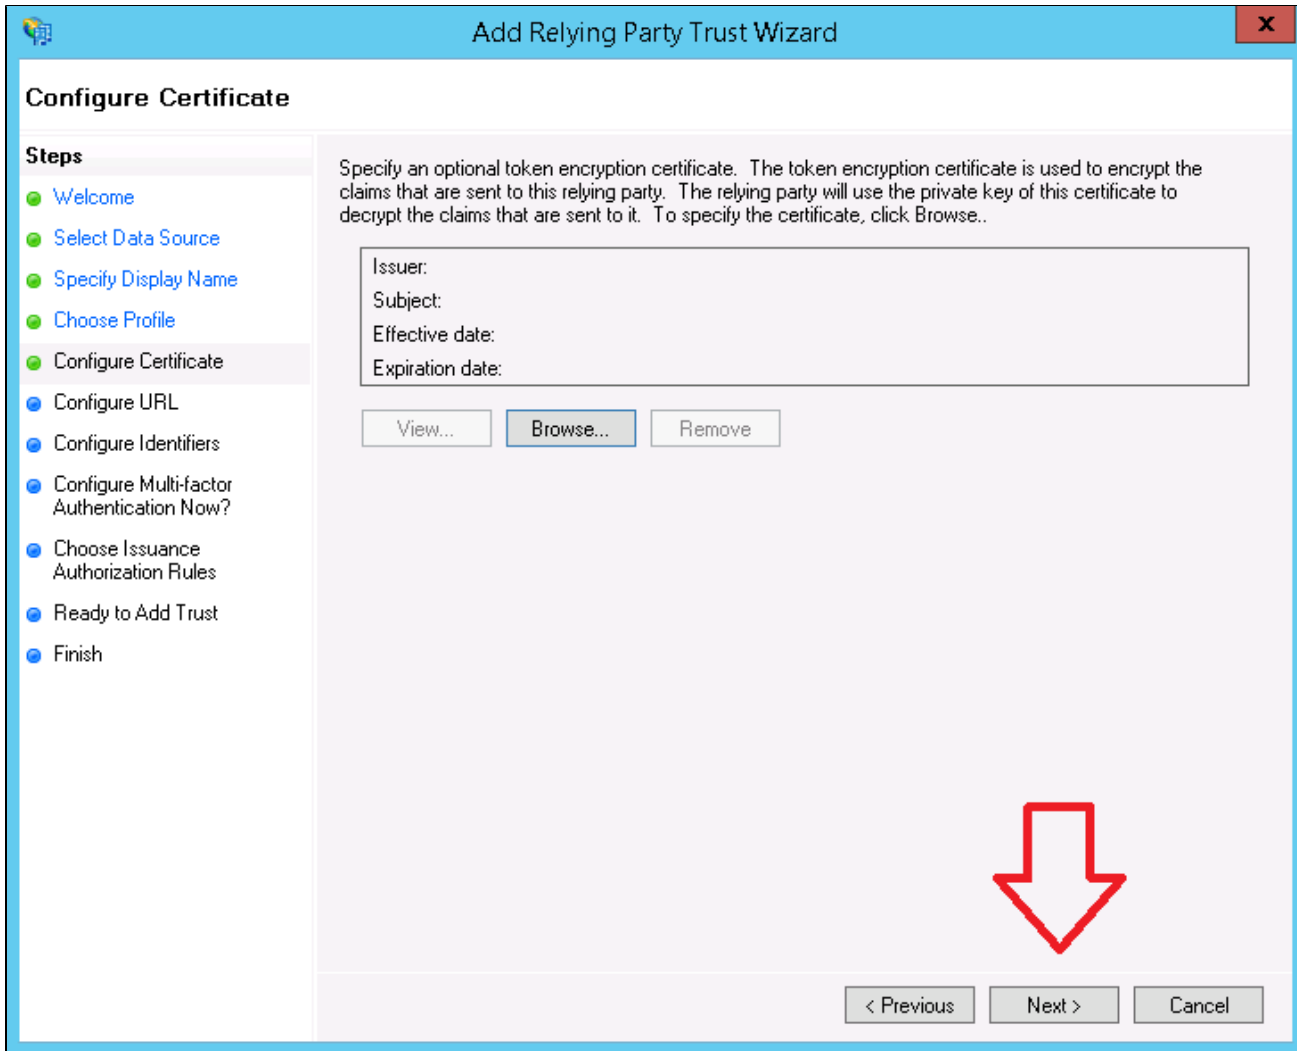 Add Relying Party Trust Wizard
X
Configure Certificate
Steps
Welcome
Select Data Source
Specify Display Name
Choose Profile
Configure Certificate
Configure URL
Configure Identifiers
Configure Multi-factor
Authentication Now?
Choose Issuance
Authorization Rules
Ready to Add Trust
Finish
Specify an optional token encryption certificate.  The token encryption certificate is used to encrypt the
claims that are sent to this relying party.  The relying party will use the private key of this certificate to
decrypt the claims that are sent to it.  To specify the certificate, click Browse..
Issuer:
Subject:
Effective date:
Expiration date:
View...
Browse...
Remove
< Previous
Next >
Cancel